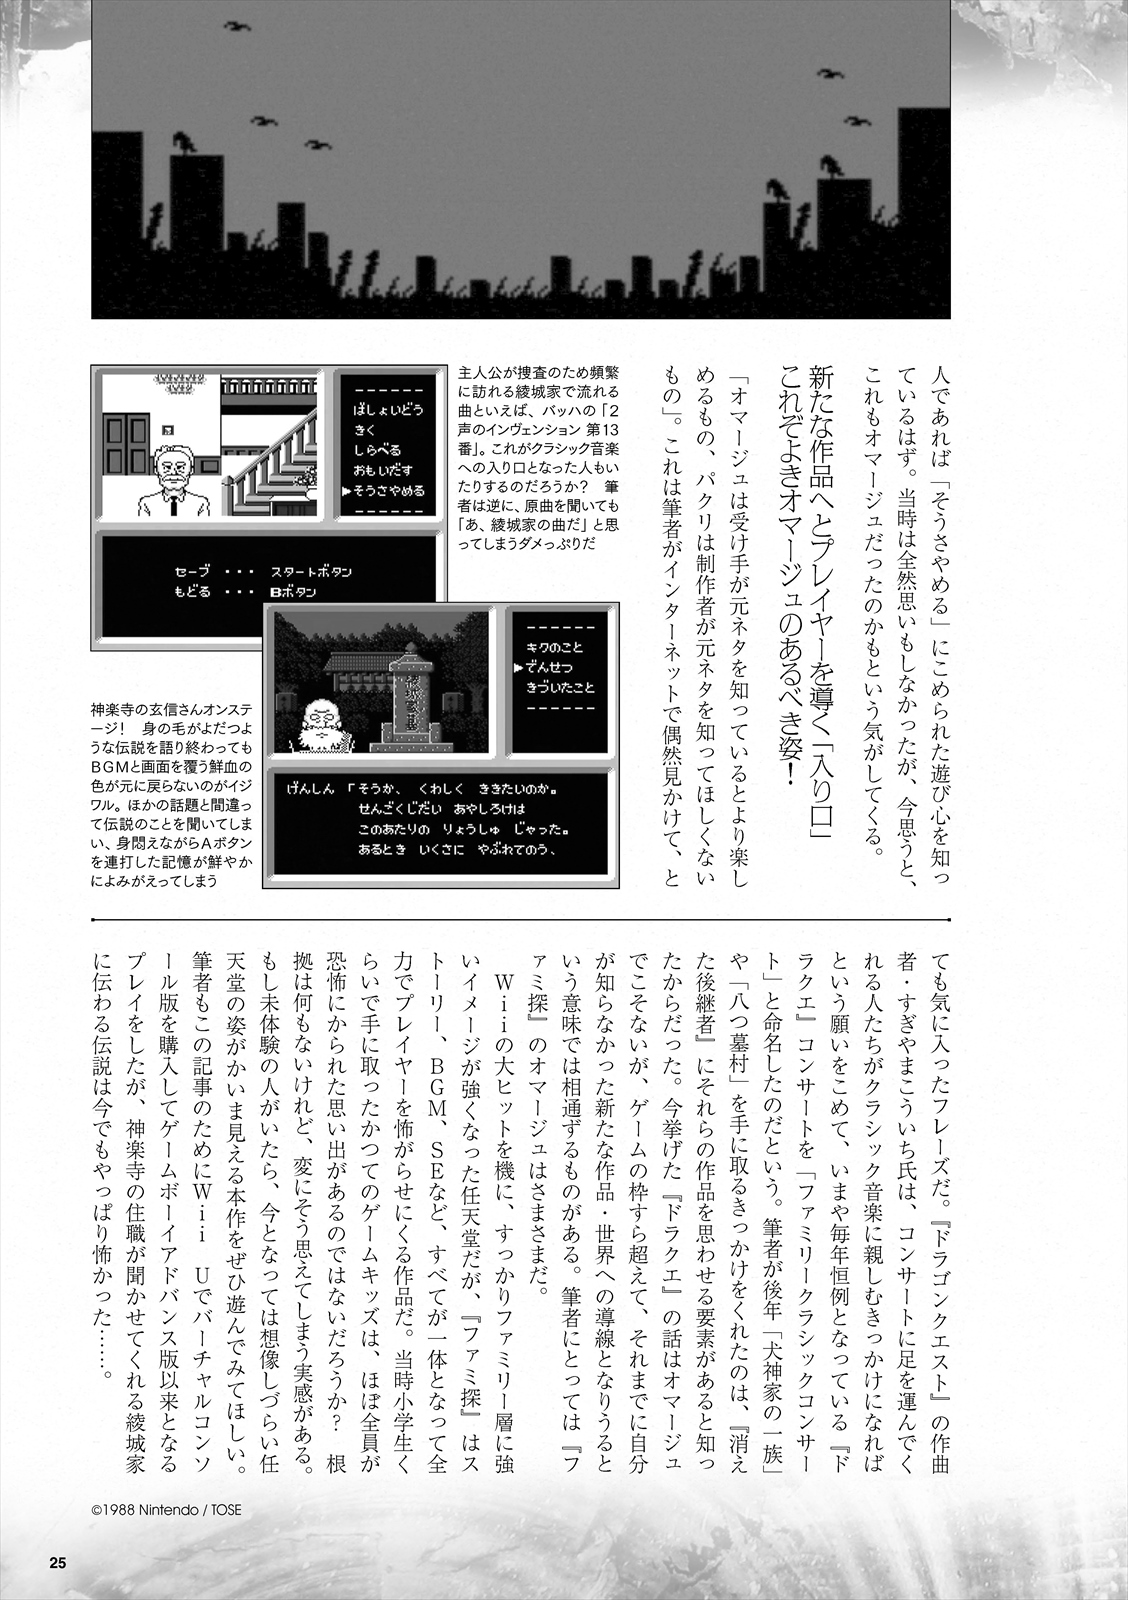 人であれば「そうさやめる」にこめられた遊び心を知っ
ているはず。当時は全然思いもしなかったが、今思うと、
これもオマージュだったのかもという気がしてくる。
新たな作品へとプレイヤーを導く「入り口」
これぞよきオマージュのあるべき姿！
「オマージュは受け手が元ネタを知っているとより楽し
めるもの、パクリは制作者が元ネタを知ってほしくない
もの」。これは筆者がインターネットで偶然見かけて、と
主人公が捜査のため頻繁
に訪れる綾城家で流れる
曲といえば、バッハの「2
声のインヴェンション 第13
番」。これがクラシック音楽
への入り口となった人もい
たりするのだろうか？　筆
者は逆に、原曲を聞いても
「あ、綾城家の曲だ」と思
ってしまうダメっぷりだ
ばしょいどう
きく
しらべる
おもいだす
▶そうさやめる
セーブ ・・・ スタートボタン
もどる ・・・ Bボタン
キクのこと
▶でんせつ
きづいたこと
綾城家墓
げんしん「そうか、くわしく ききたいのか。
せんごくじだい あやしろけは
このあたりの りょうしゅ じゃった。
あるとき いくさに やぶれてのう、
神楽寺の玄信さんオンステ
ージ！　身の毛がよだつよ
うな伝説を語り終わっても
BGMと画面を覆う鮮血の
色が元に戻らないのがイジ
ワル。ほかの話題と間違っ
て伝説のことを聞いてしま
い、身悶えながらAボタン
を連打した記憶が鮮やか
によみがえってしまう
ても気に入ったフレーズだ。『ドラゴンクエスト』の作曲
者・すぎやまこういち氏は、コンサートに足を運んでく
れる人たちがクラシック音楽に親しむきっかけになれば
という願いをこめて、いまや毎年恒例となっている『ド
ラクエ』コンサートを「ファミリークラシックコンサー
ト」と命名したのだという。筆者が後年「犬神家の一族」
や「八つ墓村」を手に取るきっかけをくれたのは、『消え
た後継者』にそれらの作品を思わせる要素があると知っ
たからだった。今挙げた『ドラクエ』の話はオマージュ
でこそないが、ゲームの枠すら超えて、それまでに自分
が知らなかった新たな作品・世界への導線となりうると
いう意味では相通ずるものがある。筆者にとっては『フ
ァミ探』のオマージュはさまさまだ。
Wiiの大ヒットを機に、すっかりファミリー層に強
いイメージが強くなった任天堂だが、『ファミ探』はス
トーリー、BGM、SEなど、すべてが一体となって全
力でプレイヤーを怖がらせにくる作品だ。当時小学生く
らいで手に取ったかつてのゲームキッズは、ほぼ全員が
恐怖にかられた思い出があるのではないだろうか？　根
拠は何もないけれど、変にそう思えてしまう実感がある。
もし未体験の人がいたら、今となっては想像しづらい任
天堂の姿がかいま見える本作をぜひ遊んでみてほしい。
筆者もこの記事のためにWii Uでバーチャルコンソ
ール版を購入してゲームボーイアドバンス版以来となる
プレイをしたが、神楽寺の住職が聞かせてくれる綾城家
に伝わる伝説は今でもやっぱり怖かった……。
©1988 Nintendo / TOSE
25